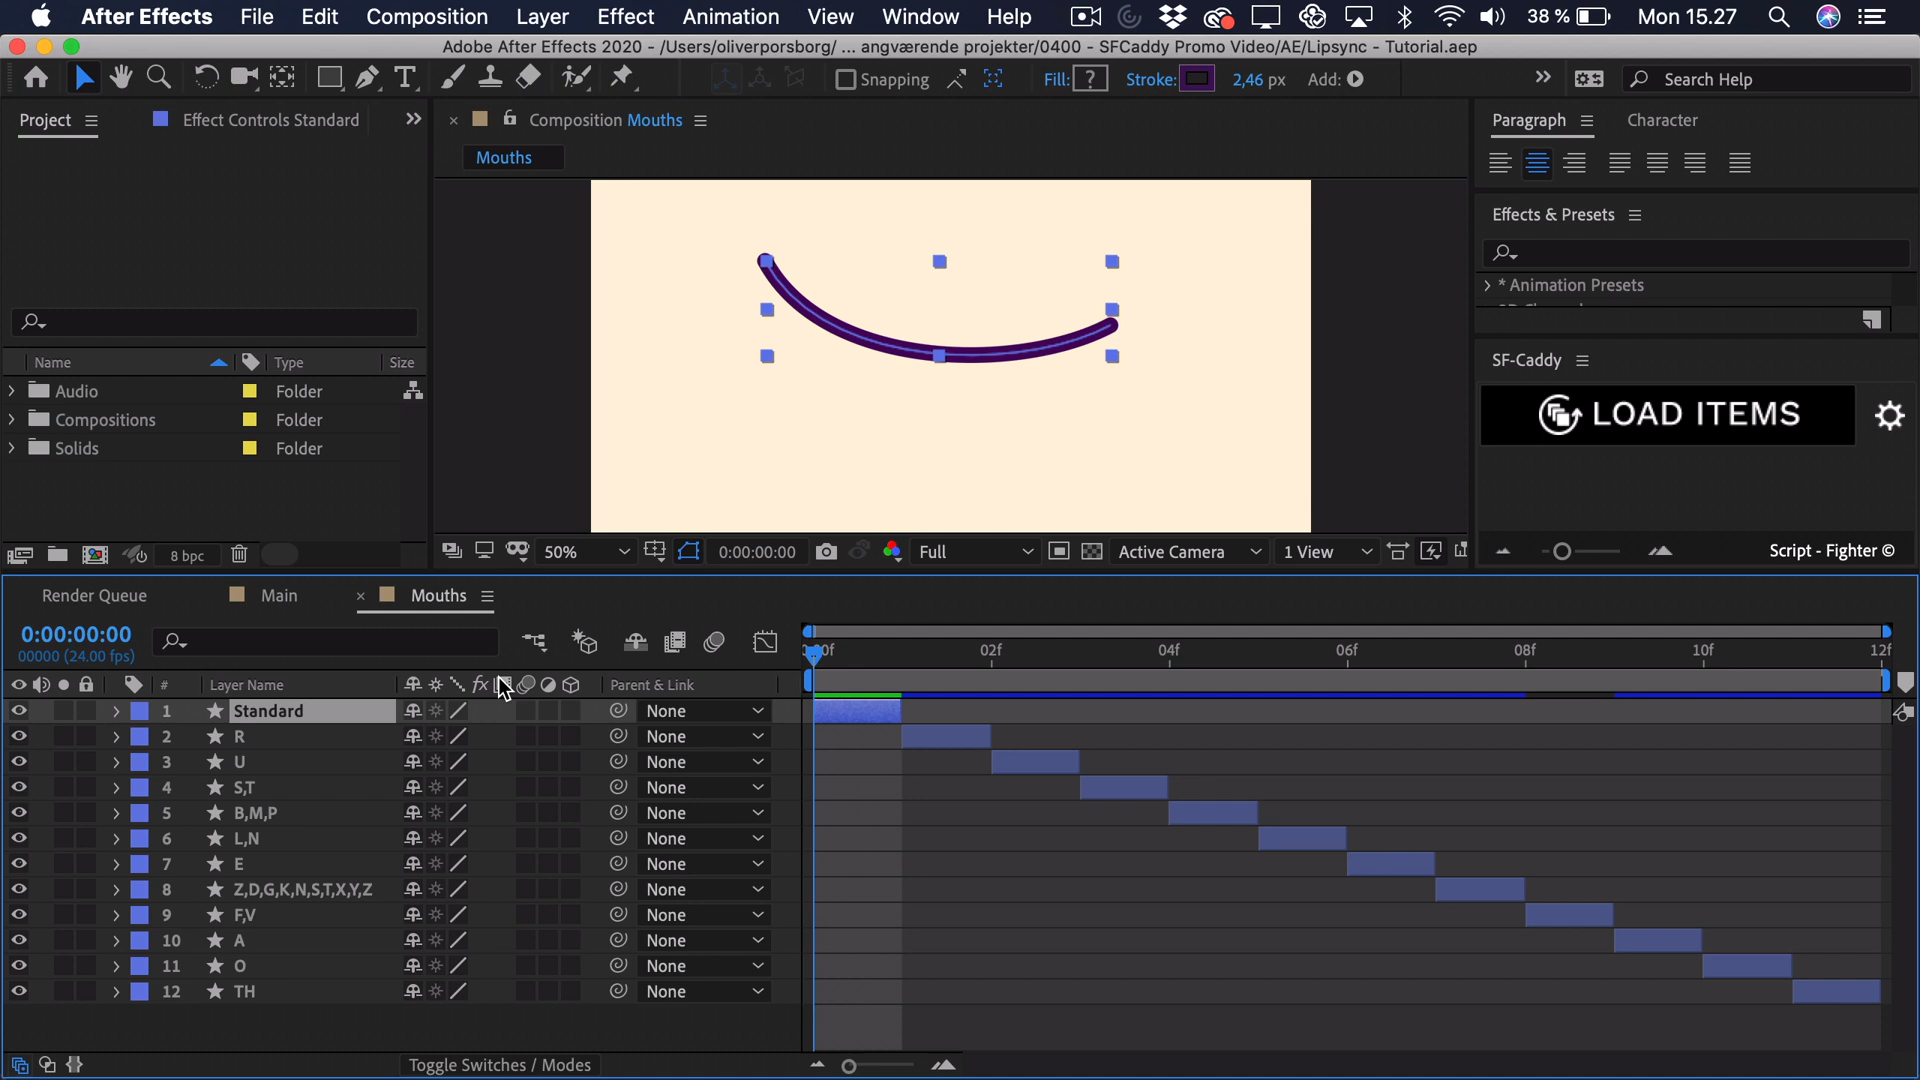 After Effects File Edit Composition Layer Effect Animation View Window Help 38 % Mon 15.27
Adobe After Effects 2020 - /Users/oliverporsborg/ ... angværende projekter/0400 - SFCaddy Promo Video/AE/Lipsync - Tutorial.aep
Snapping Fill: ? Stroke: 2,46 px Add: Search Help
Project Effect Controls Standard
Composition Mouths
Paragraph Character
Mouths
Effects & Presets
* Animation Presets
Name Type Size
SF-Caddy
Audio Folder
Compositions Folder
Solids Folder
LOAD ITEMS
8 bpc
50% 0:00:00:00 Full Active Camera 1 View
Script - Fighter ©
Render Queue Main Mouths
0:00:00:00
00000 (24.00 fps)
00f 02f 04f 06f 08f 10f 12f
# Layer Name fx Parent & Link
1 Standard None
2 R None
3 U None
4 S,T None
5 B,M,P None
6 L,N None
7 E None
8 Z,D,G,K,N,S,T,X,Y,Z None
9 F,V None
10 A None
11 O None
12 TH None
Toggle Switches / Modes